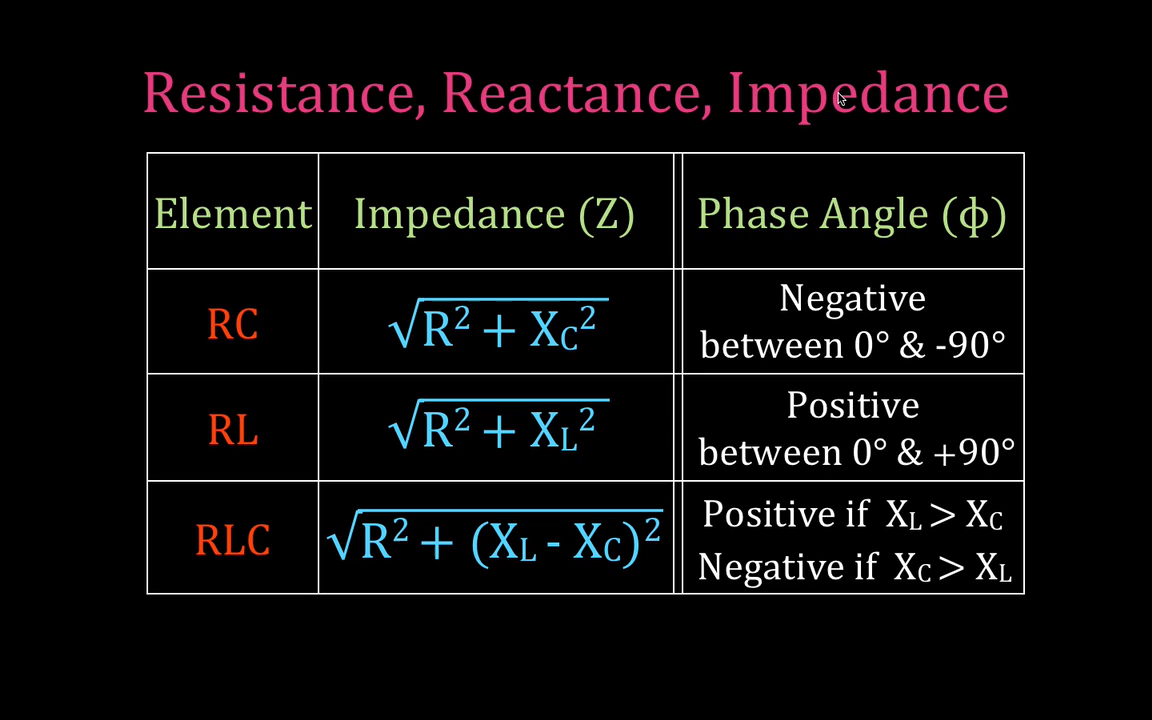 Resistance, Reactance, Impedance
Element Impedance (Z) Phase Angle (ϕ)
RC √R² + X_C² Negative
between 0° & -90°
RL √R² + X_L² Positive
between 0° & +90°
RLC √R² + (X_L - X_C)² Positive if X_L > X_C
Negative if X_C > X_L